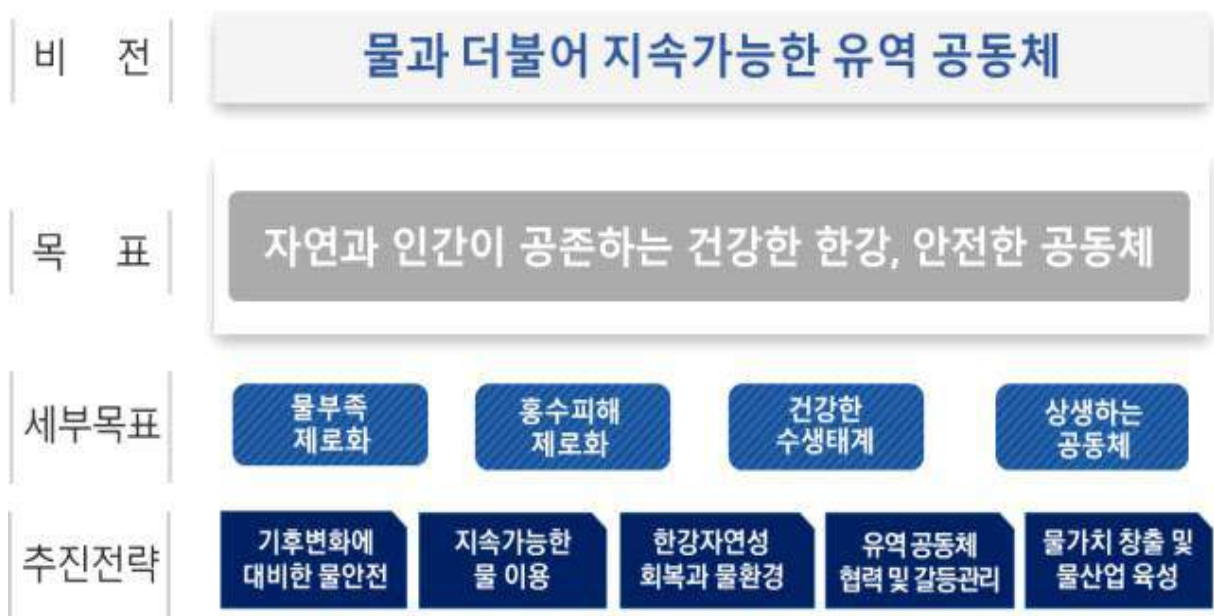 비 전
물과 더불어 지속가능한 유역 공동체
목 표
자연과 인간이 공존하는 건강한 한강, 안전한 공동체
세부목표
물부족
제로화
홍수피해
제로화
건강한
수생태계
상생하는
공동체
추진전략
기후변화에
대비한 물안전
지속가능한
물 이용
한강자연성
회복과 물환경
유역 공동체
협력 및 갈등관리
물가치 창출 및
물산업 육성